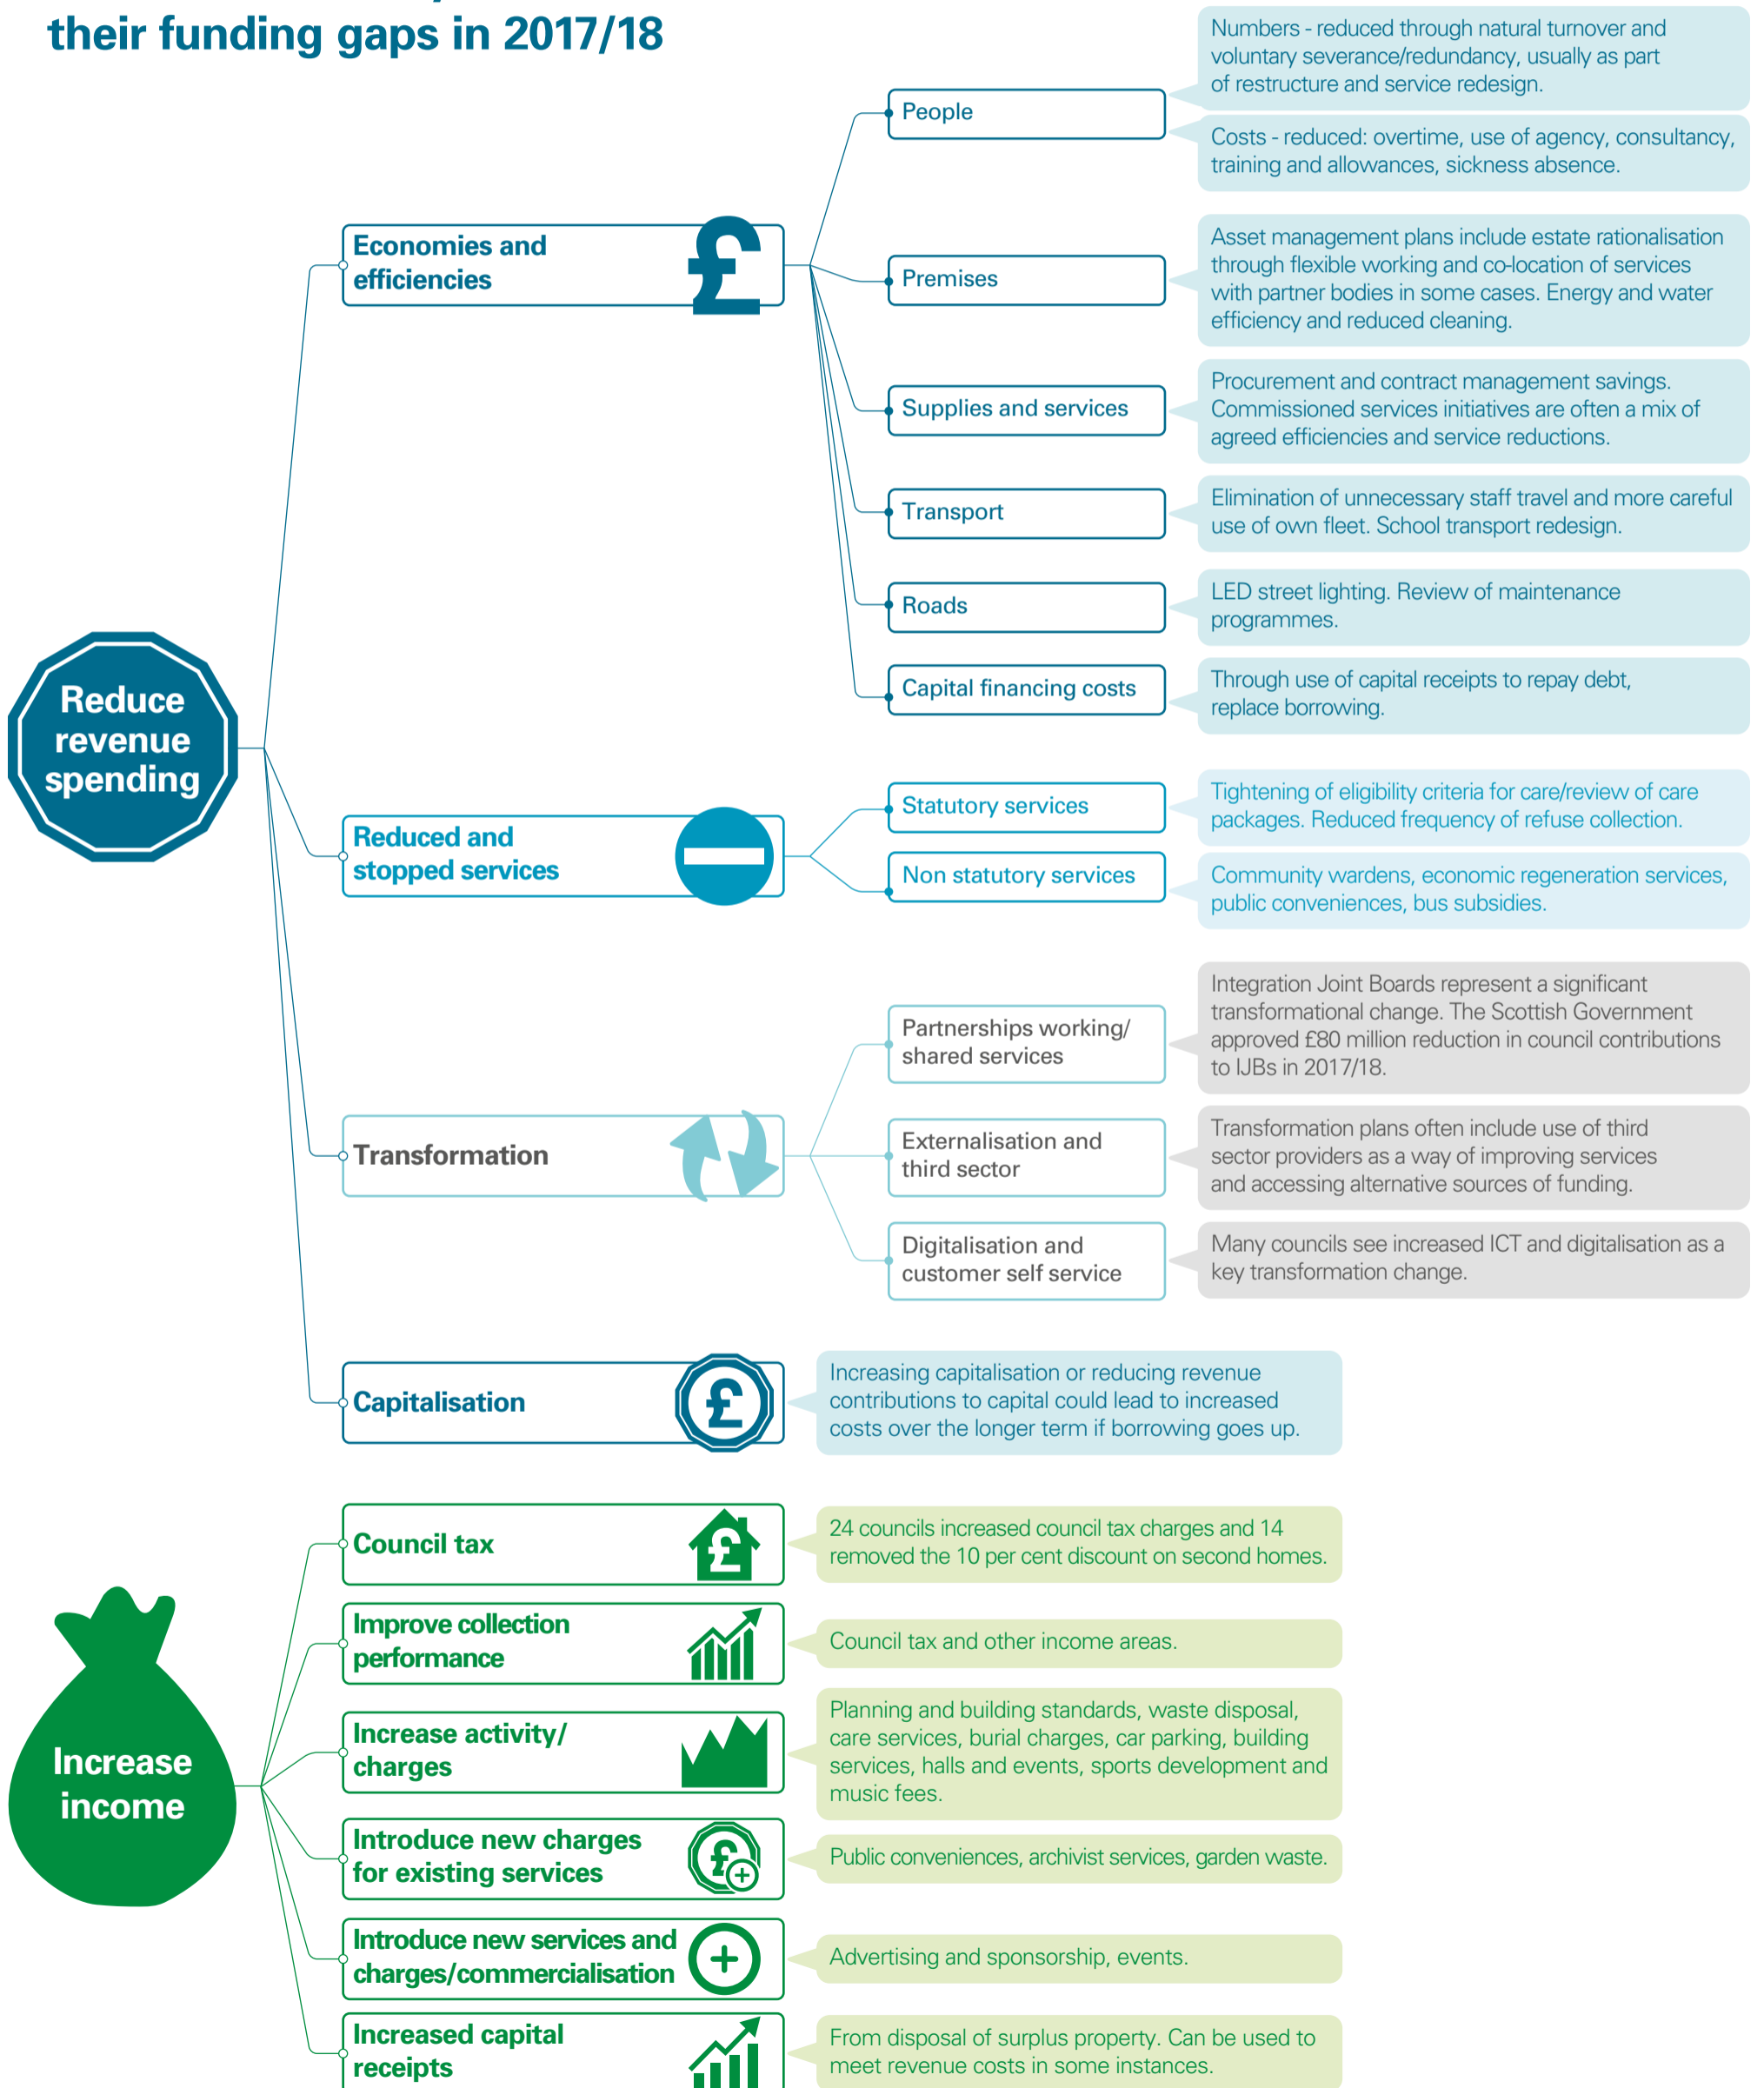 their funding gaps in 2017/18
Reduce
revenue
spending
Economies and
efficiencies
£
People
Numbers - reduced through natural turnover and
voluntary severance/redundancy, usually as part
of restructure and service redesign.
Costs - reduced: overtime, use of agency, consultancy,
training and allowances, sickness absence.
Premises
Asset management plans include estate rationalisation
through flexible working and co-location of services
with partner bodies in some cases. Energy and water
efficiency and reduced cleaning.
Supplies and services
Procurement and contract management savings.
Commissioned services initiatives are often a mix of
agreed efficiencies and service reductions.
Transport
Elimination of unnecessary staff travel and more careful
use of own fleet. School transport redesign.
Roads
LED street lighting. Review of maintenance
programmes.
Capital financing costs
Through use of capital receipts to repay debt,
replace borrowing.
Reduced and
stopped services
Statutory services
Tightening of eligibility criteria for care/review of care
packages. Reduced frequency of refuse collection.
Non statutory services
Community wardens, economic regeneration services,
public conveniences, bus subsidies.
Transformation
Partnerships working/
shared services
Integration Joint Boards represent a significant
transformational change. The Scottish Government
approved £80 million reduction in council contributions
to IJBs in 2017/18.
Externalisation and
third sector
Transformation plans often include use of third
sector providers as a way of improving services
and accessing alternative sources of funding.
Digitalisation and
customer self service
Many councils see increased ICT and digitalisation as a
key transformation change.
Capitalisation
£
Increasing capitalisation or reducing revenue
contributions to capital could lead to increased
costs over the longer term if borrowing goes up.
Increase
income
Council tax
£
24 councils increased council tax charges and 14
removed the 10 per cent discount on second homes.
Improve collection
performance
Council tax and other income areas.
Increase activity/
charges
Planning and building standards, waste disposal,
care services, burial charges, car parking, building
services, halls and events, sports development and
music fees.
Introduce new charges
for existing services
£
+
Public conveniences, archivist services, garden waste.
Introduce new services and
charges/commercialisation
+
Advertising and sponsorship, events.
Increased capital
receipts
From disposal of surplus property. Can be used to
meet revenue costs in some instances.